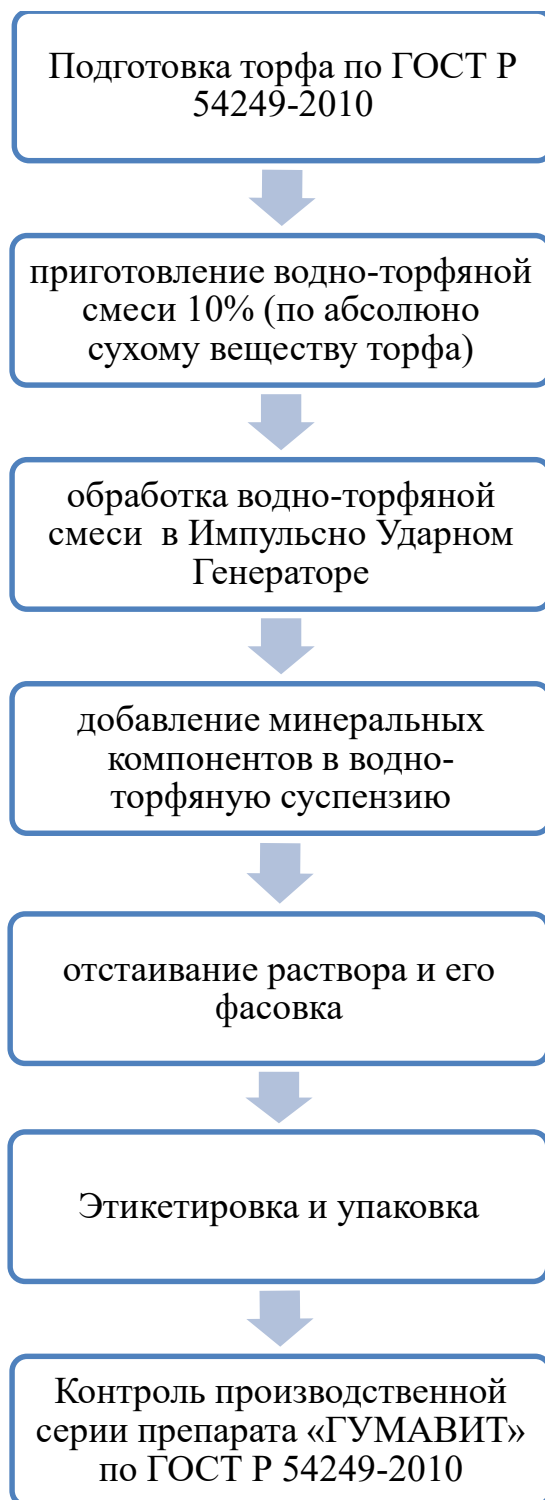 Подготовка торфа по ГОСТ Р
54249-2010
приготовление водно-торфяной
смеси 10% (по абсолюно
сухому веществу торфа)
обработка водно-торфяной
смеси в Импульсно Ударном
Генераторе
добавление минеральных
компонентов в водно-
торфяную суспензию
отстаивание раствора и его
фасовка
Этикетировка и упаковка
Контроль производственной
серии препарата «ГУМАВИТ»
по ГОСТ Р 54249-2010